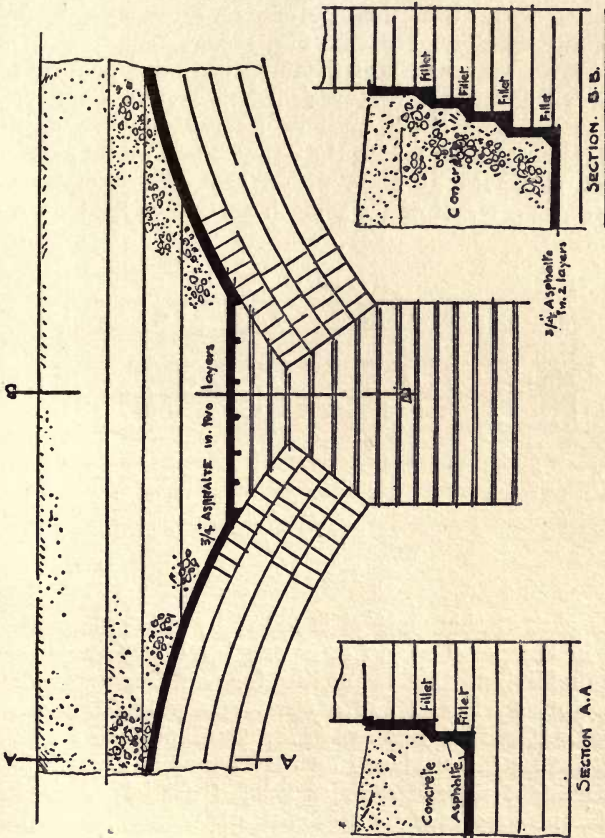 A
A
B
B
3/4" ASPHALTE in two layers
Concrete
Asphalte
Fillet
Fillet
SECTION A.A
Concrete
Fillet
Fillet
Fillet
Fillet
3/4" Asphalte
in 2 layers
SECTION B.B.